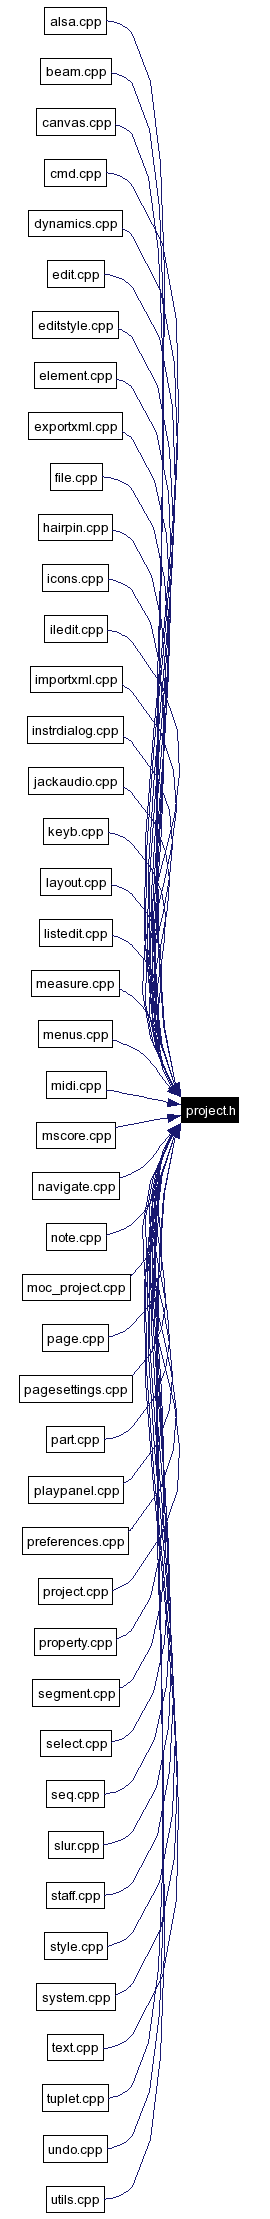 alsa.cpp
beam.cpp
canvas.cpp
cmd.cpp
dynamics.cpp
edit.cpp
editstyle.cpp
element.cpp
exportxml.cpp
file.cpp
hairpin.cpp
icons.cpp
iledit.cpp
importxml.cpp
instrdialog.cpp
jackaudio.cpp
keyb.cpp
layout.cpp
listedit.cpp
measure.cpp
menus.cpp
midi.cpp
project.h
mscore.cpp
navigate.cpp
note.cpp
moc_project.cpp
page.cpp
pagesettings.cpp
part.cpp
playpanel.cpp
preferences.cpp
project.cpp
property.cpp
segment.cpp
select.cpp
seq.cpp
slur.cpp
staff.cpp
style.cpp
system.cpp
text.cpp
tuplet.cpp
undo.cpp
utils.cpp